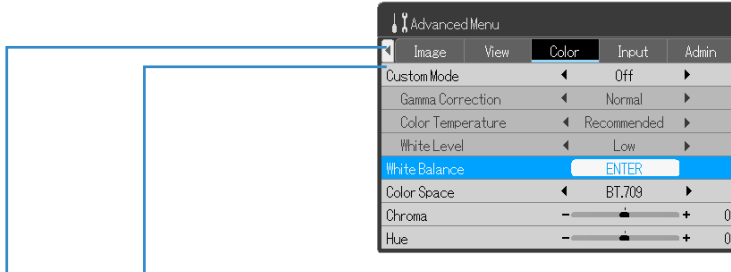 Advanced Menu
Image View Color Input Admin
Custom Mode Off
Gamma Correction Normal
Color Temperature Recommended
White Level Low
White Balance ENTER
Color Space BT.709
Chroma - + 0
Hue - + 0